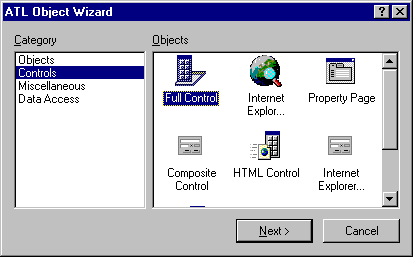 ATL Object Wizard
Category
Objects
Objects
Controls
Miscellaneous
Data Access
Full Control
Internet
Explor...
Property Page
Composite
Control
HTML Control
Internet
Explorer...
Next >
Cancel